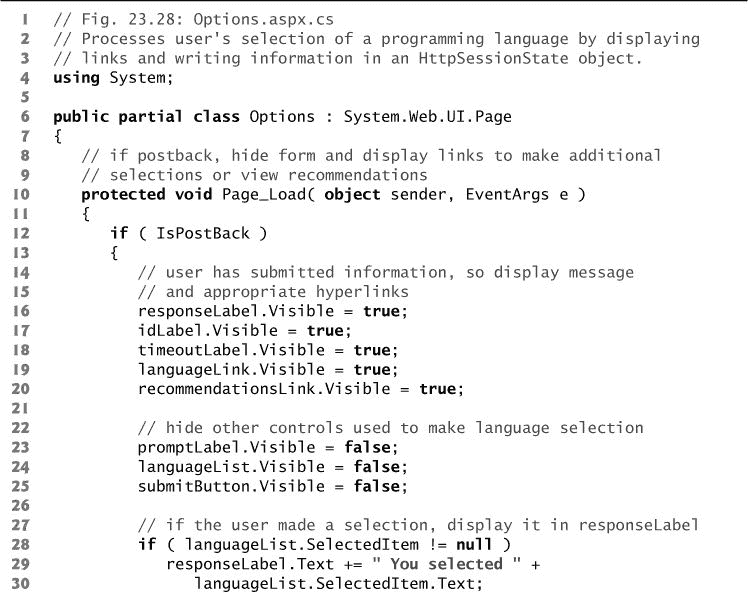 1 // Fig. 23.28: Options.aspx.cs
2 // Processes user's selection of a programming language by displaying
3 // links and writing information in an HttpSessionState object.
4 using System;
5
6 public partial class Options : System.Web.UI.Page
7 {
8 // if postback, hide form and display links to make additional
9 // selections or view recommendations
10 protected void Page_Load( object sender, EventArgs e )
11 {
12 if ( IsPostBack )
13 {
14 // user has submitted information, so display message
15 // and appropriate hyperlinks
16 responseLabel.Visible = true;
17 idLabel.Visible = true;
18 timeoutLabel.Visible = true;
19 languageLink.Visible = true;
20 recommendationsLink.Visible = true;
21
22 // hide other controls used to make language selection
23 promptLabel.Visible = false;
24 languageList.Visible = false;
25 submitButton.Visible = false;
26
27 // if the user made a selection, display it in responseLabel
28 if ( languageList.SelectedItem != null )
29 responseLabel.Text += " You selected " +
30 languageList.SelectedItem.Text;